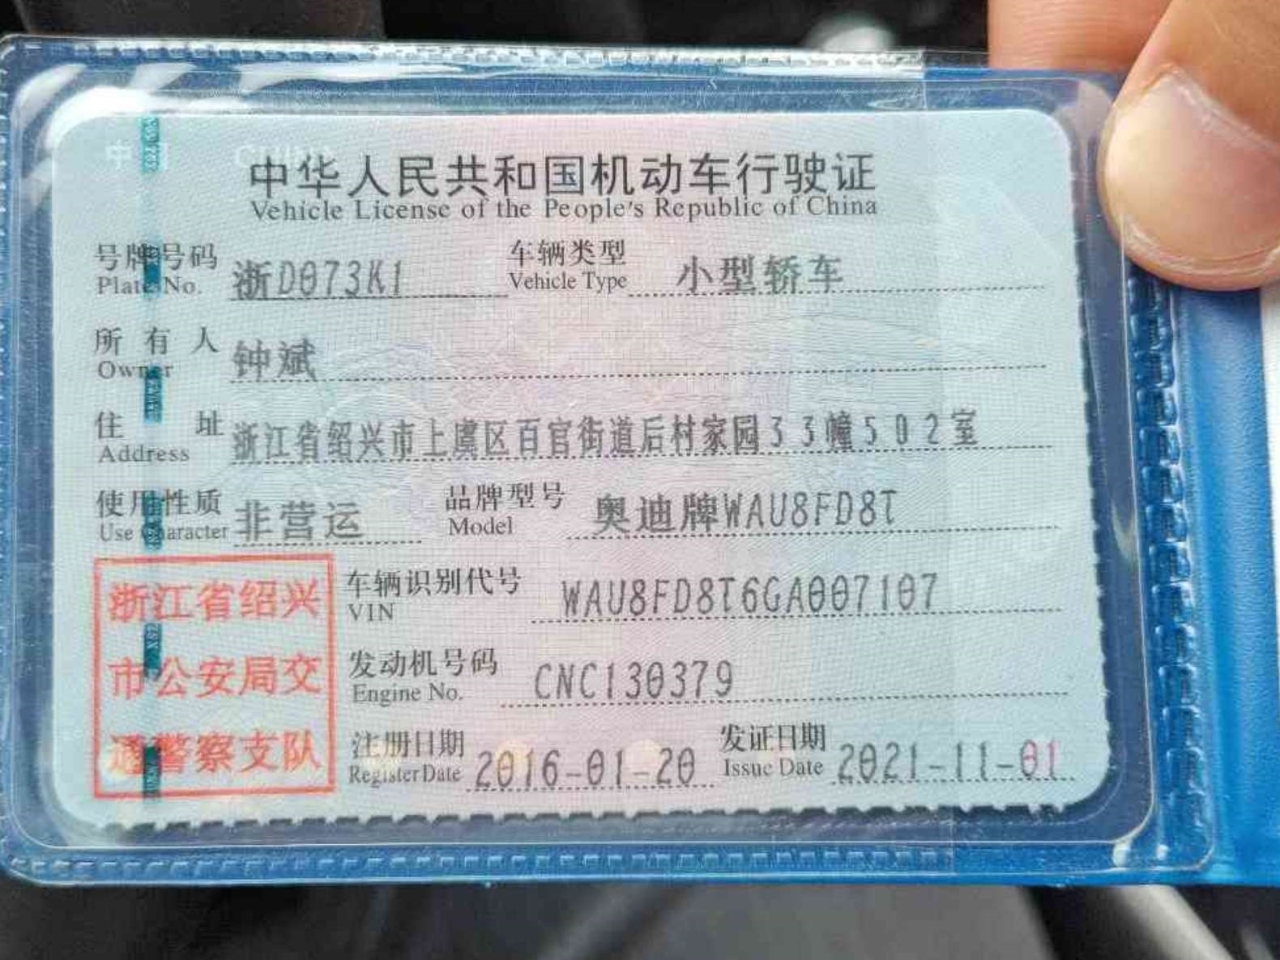 中 CHINA
中华人民共和国机动车行驶证
Vehicle License of the People's Republic of China
号牌号码 浙D073K1 车辆类型 小型轿车
Plate No. Vehicle Type
所有人 钟斌
Owner
住址 浙江省绍兴市上虞区百官街道后村家园33幢502室
Address
使用性质 非营运 品牌型号 奥迪牌WAU8FD8T
Use Character Model
浙江省绍兴
市公安局交
通警察支队
车辆识别代号 WAU8FD8T6GA007107
VIN
发动机号码 CNC130379
Engine No.
注册日期 2016-01-20 发证日期 2021-11-01
Register Date Issue Date